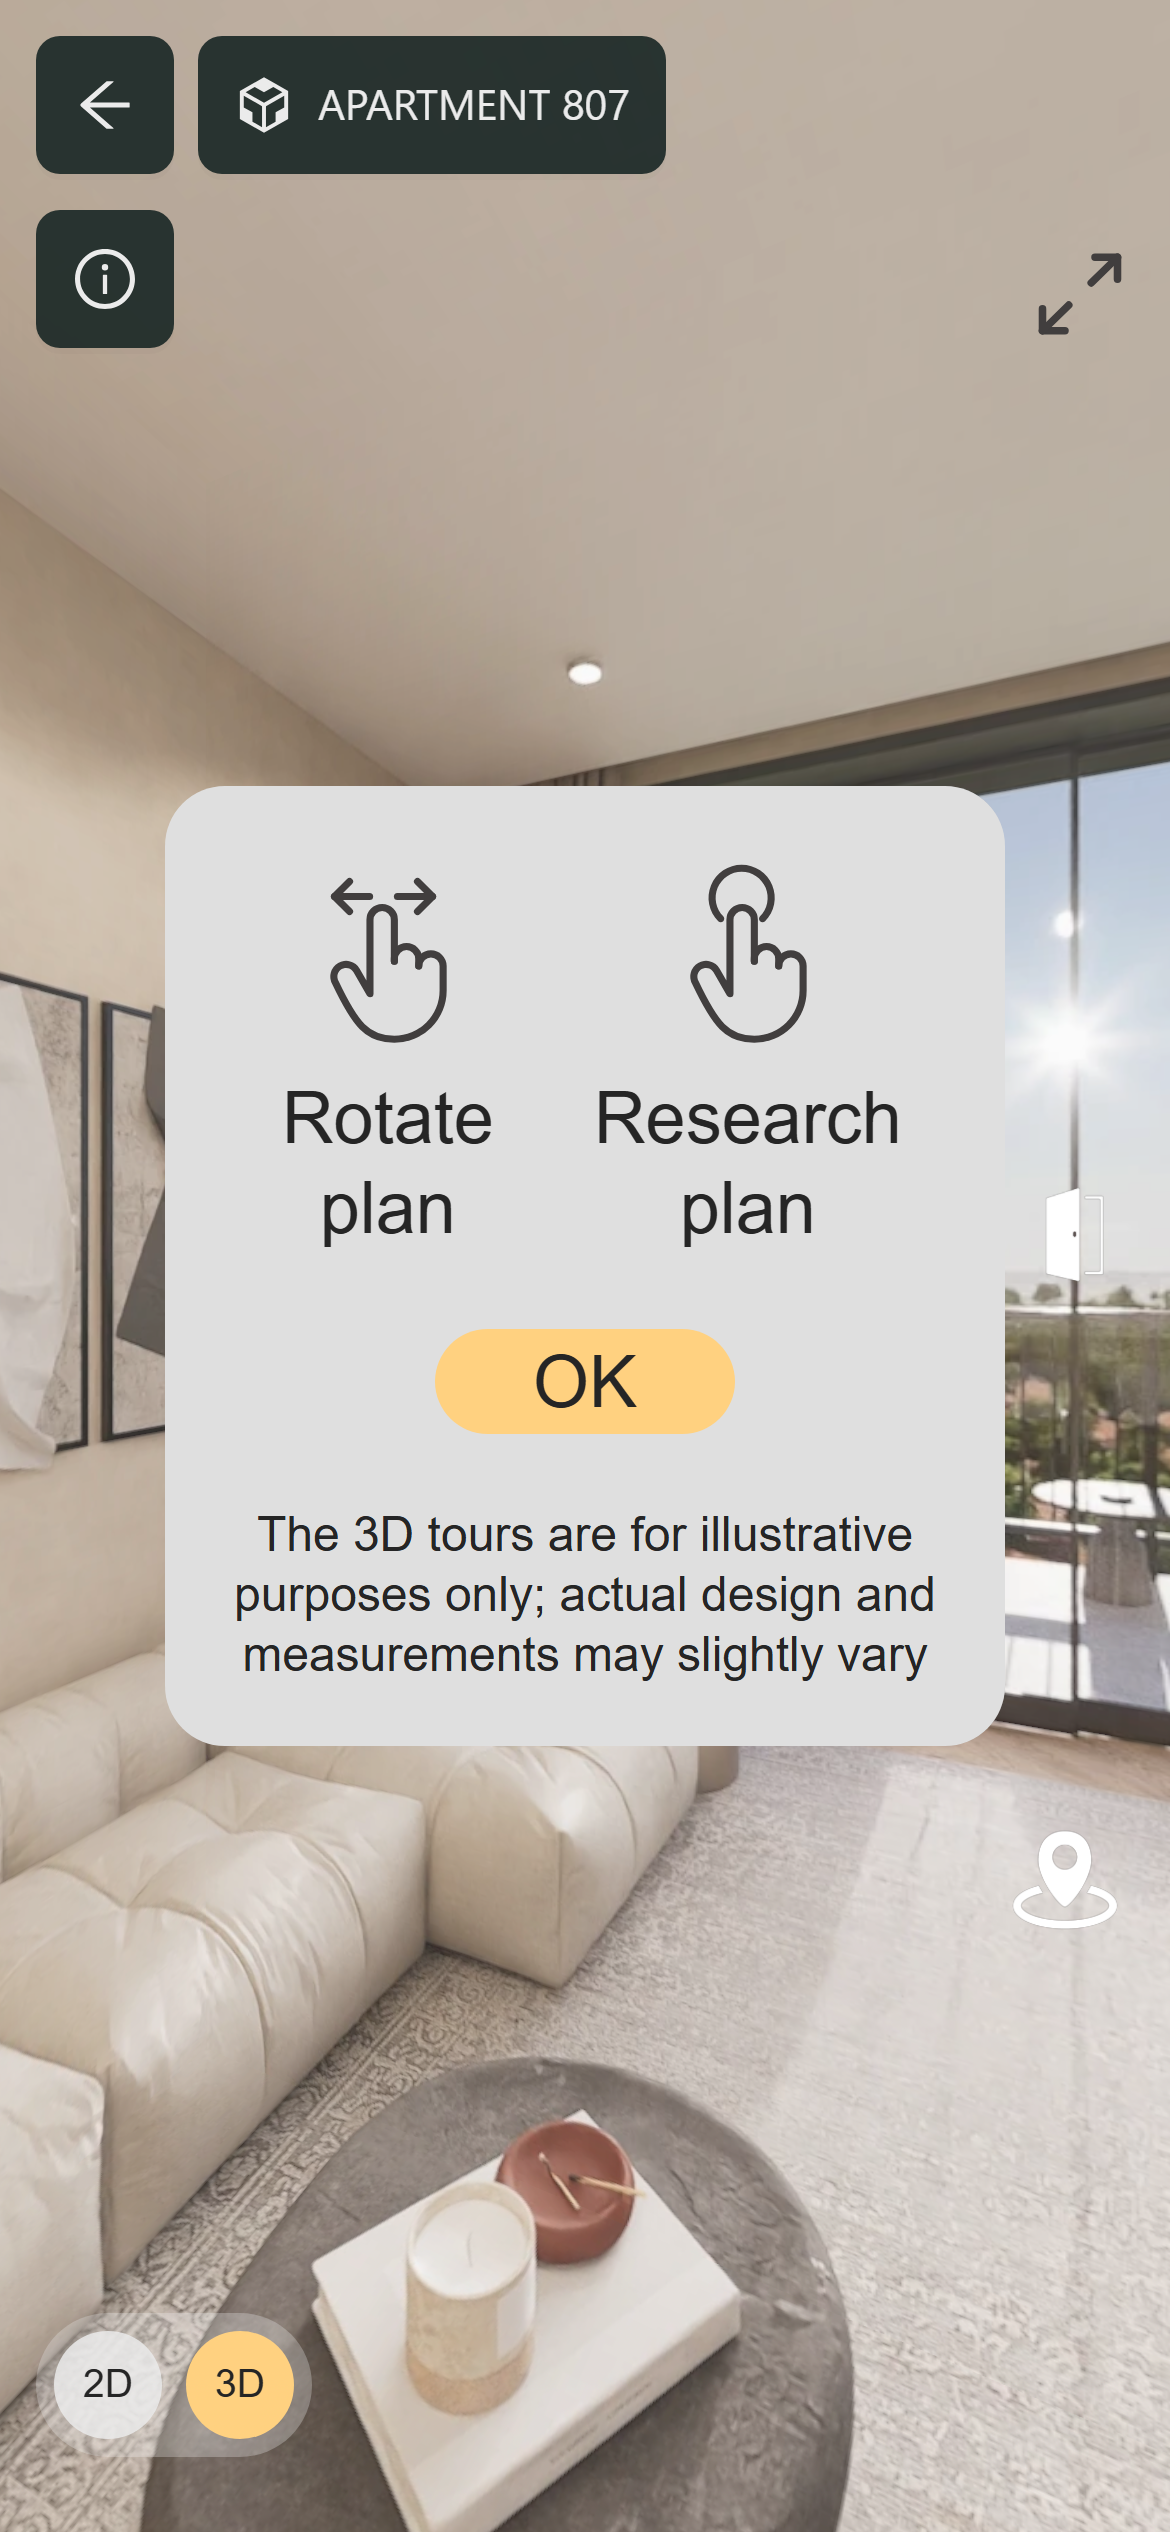 APARTMENT 807
Rotate
plan
Research
plan
OK
The 3D tours are for illustrative
purposes only; actual design and
measurements may slightly vary
2D
3D